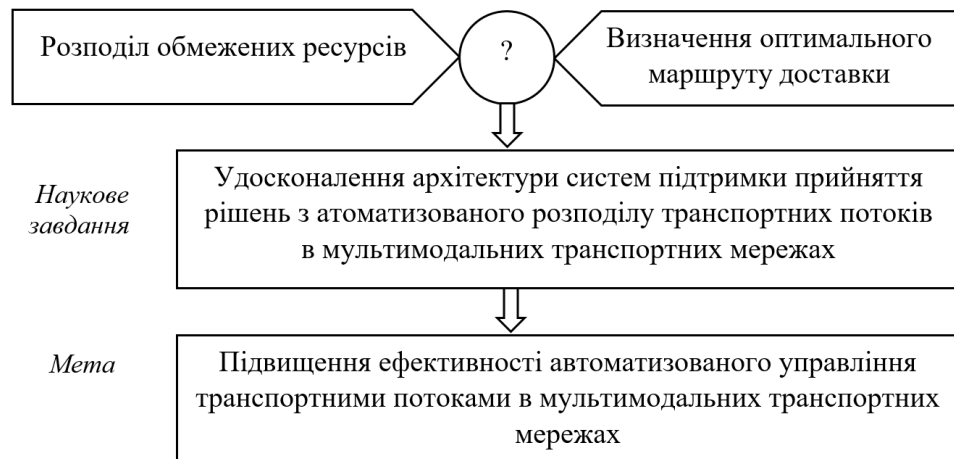 Розподіл обмежених ресурсів
?
Визначення оптимального
маршруту доставки
Наукове
завдання
Удосконалення архітектури систем підтримки прийняття
рішень з атоматизованого розподілу транспортних потоків
в мультимодальних транспортних мережах
Мета
Підвищення ефективності автоматизованого управління
транспортними потоками в мультимодальних транспортних
мережах